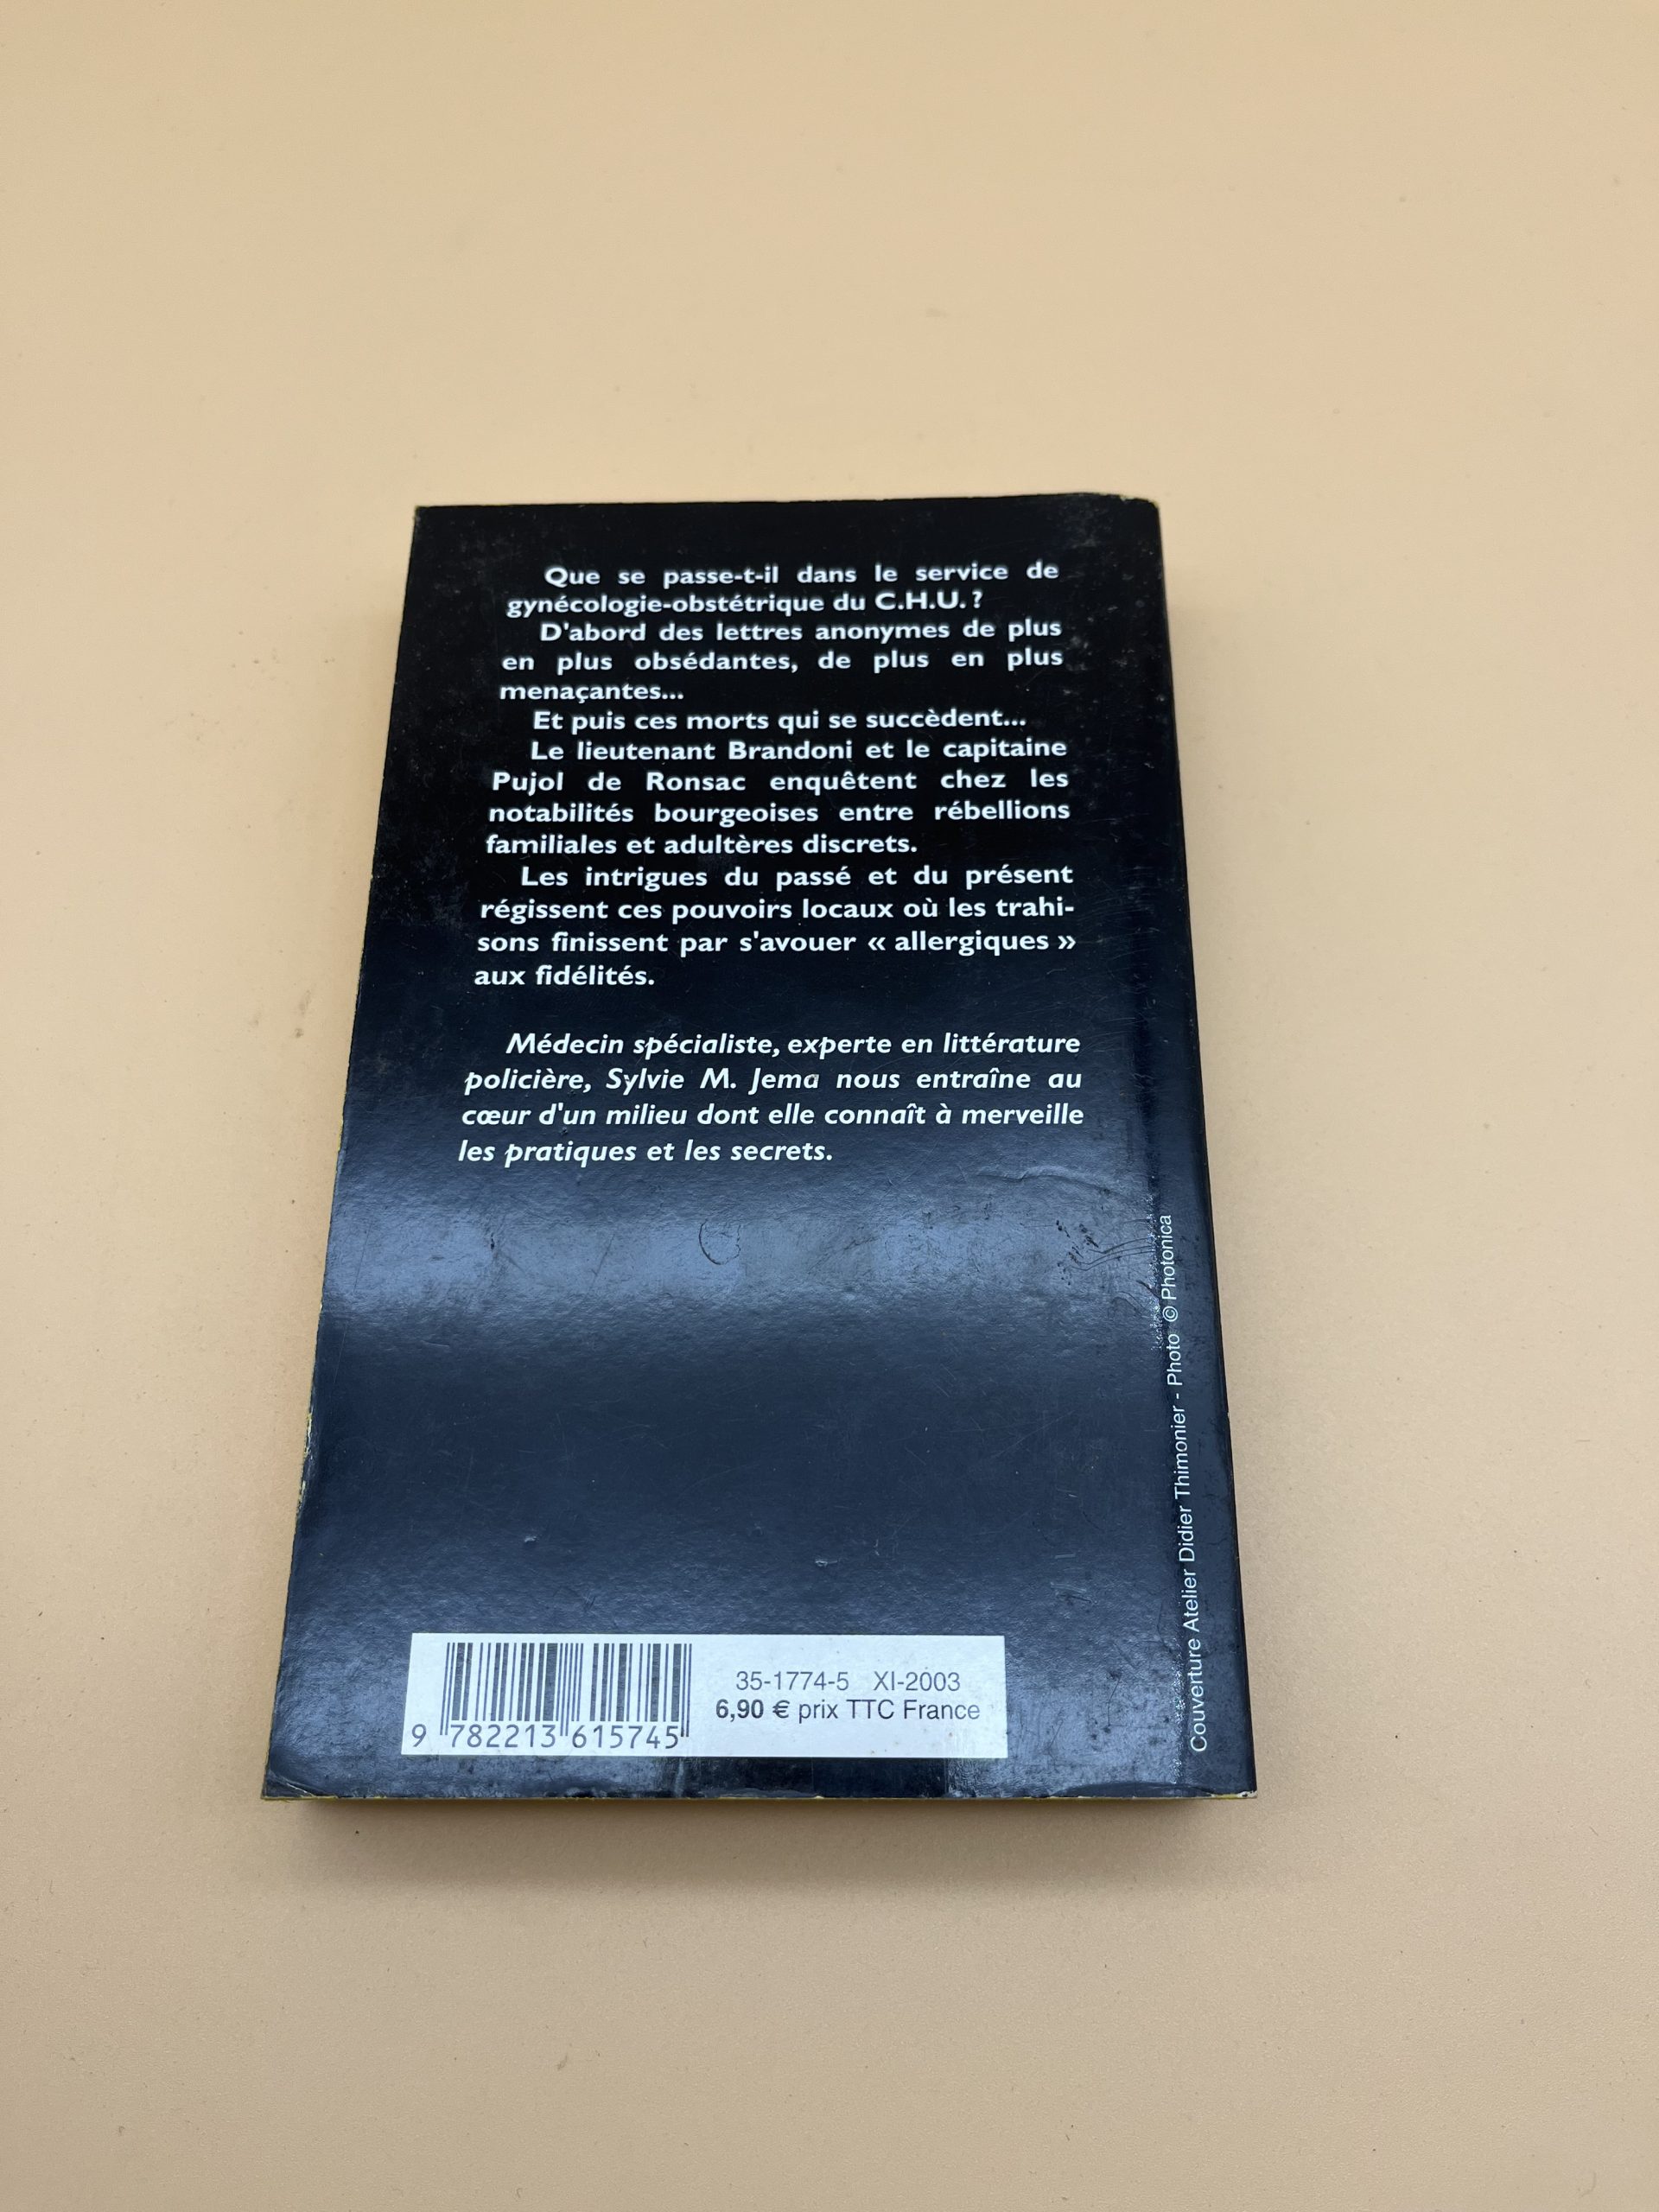 Que se passe-t-il dans le service de
gynécologie-obstétrique du C.H.U. ?
D'abord des lettres anonymes de plus
en plus obsédantes, de plus en plus
menaçantes...
Et puis ces morts qui se succèdent...
Le lieutenant Brandoni et le capitaine
Pujol de Ronsac enquêtent chez les
notabilités bourgeoises entre rébellions
familiales et adultères discrets.
Les intrigues du passé et du présent
régissent ces pouvoirs locaux où les trahi-
sons finissent par s'avouer « allergiques »
aux fidélités.
Médecin spécialiste, experte en littérature
policière, Sylvie M. Jema nous entraîne au
cœur d'un milieu dont elle connaît à merveille
les pratiques et les secrets.
Couverture Atelier Didier Thimonier - Photo © Photonica
35-1774-5 XI-2003
6,90 € prix TTC France
9 782213 615745